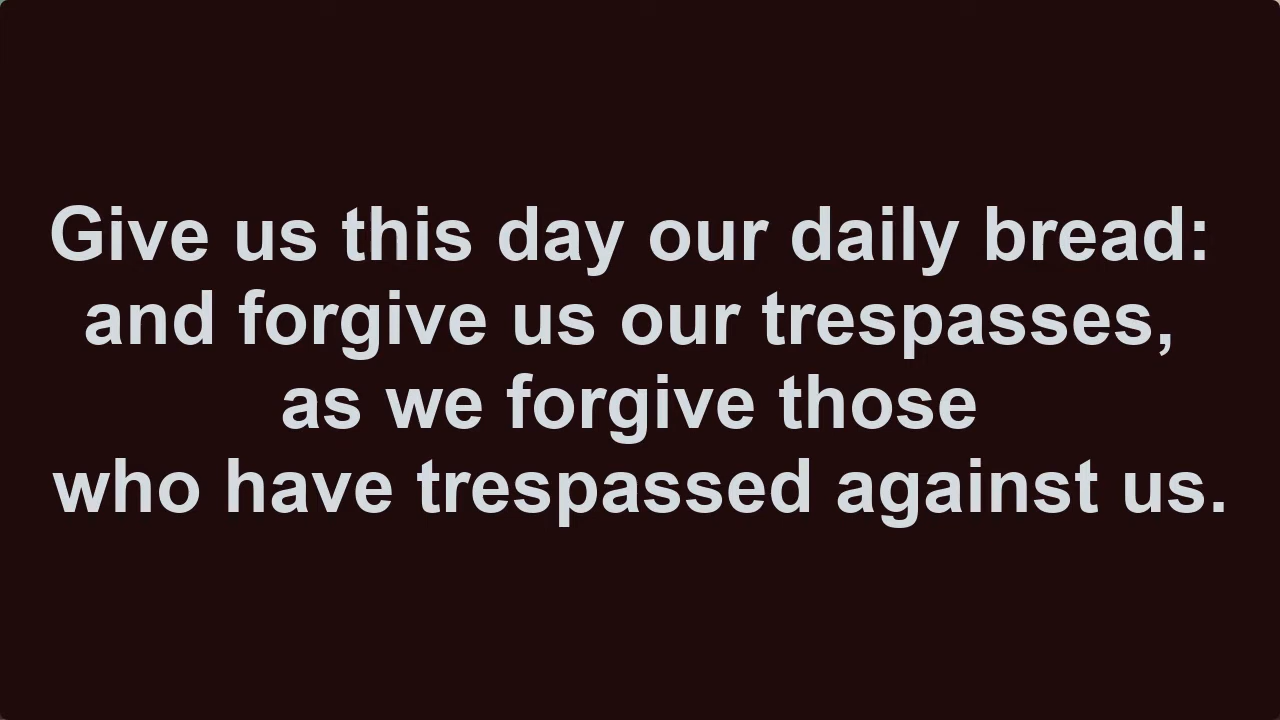 Give us this day our daily bread:
and forgive us our trespasses,
as we forgive those
who have trespassed against us.